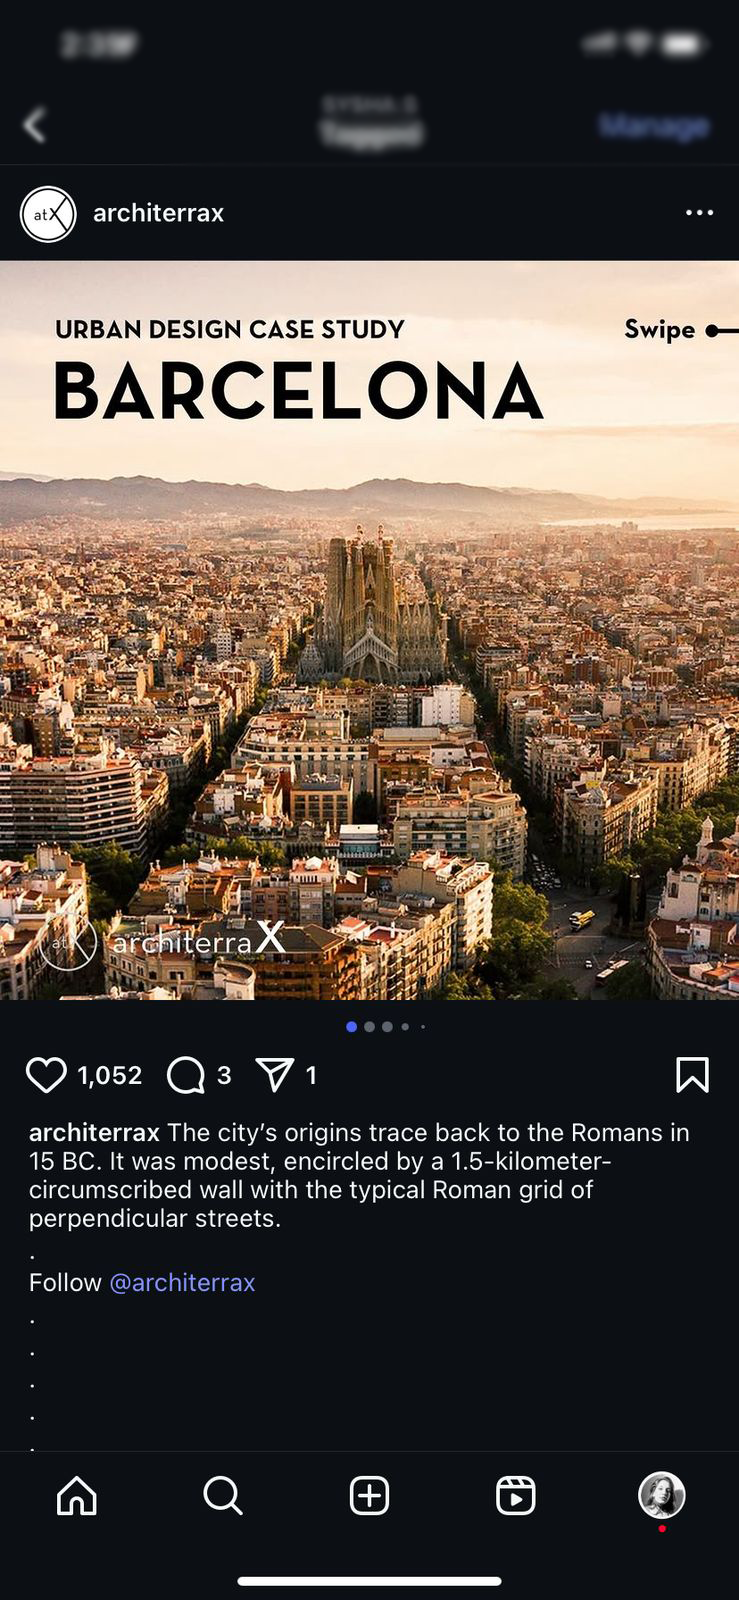 architerrax
URBAN DESIGN CASE STUDY
Swipe
BARCELONA
atX architerraX
1,052 3 1
architerrax The city’s origins trace back to the Romans in
15 BC. It was modest, encircled by a 1.5-kilometer-
circumscribed wall with the typical Roman grid of
perpendicular streets.
.
Follow @architerrax
.
.
.
.
.